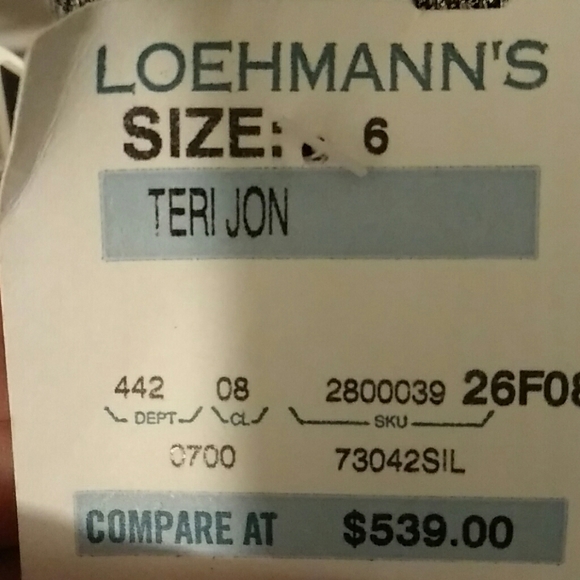 LOEHMANN'S
SIZE: 6
TERI JON
442 08 2800039 26F08
DEPT CL SKU
0700 73042SIL
COMPARE AT $539.00